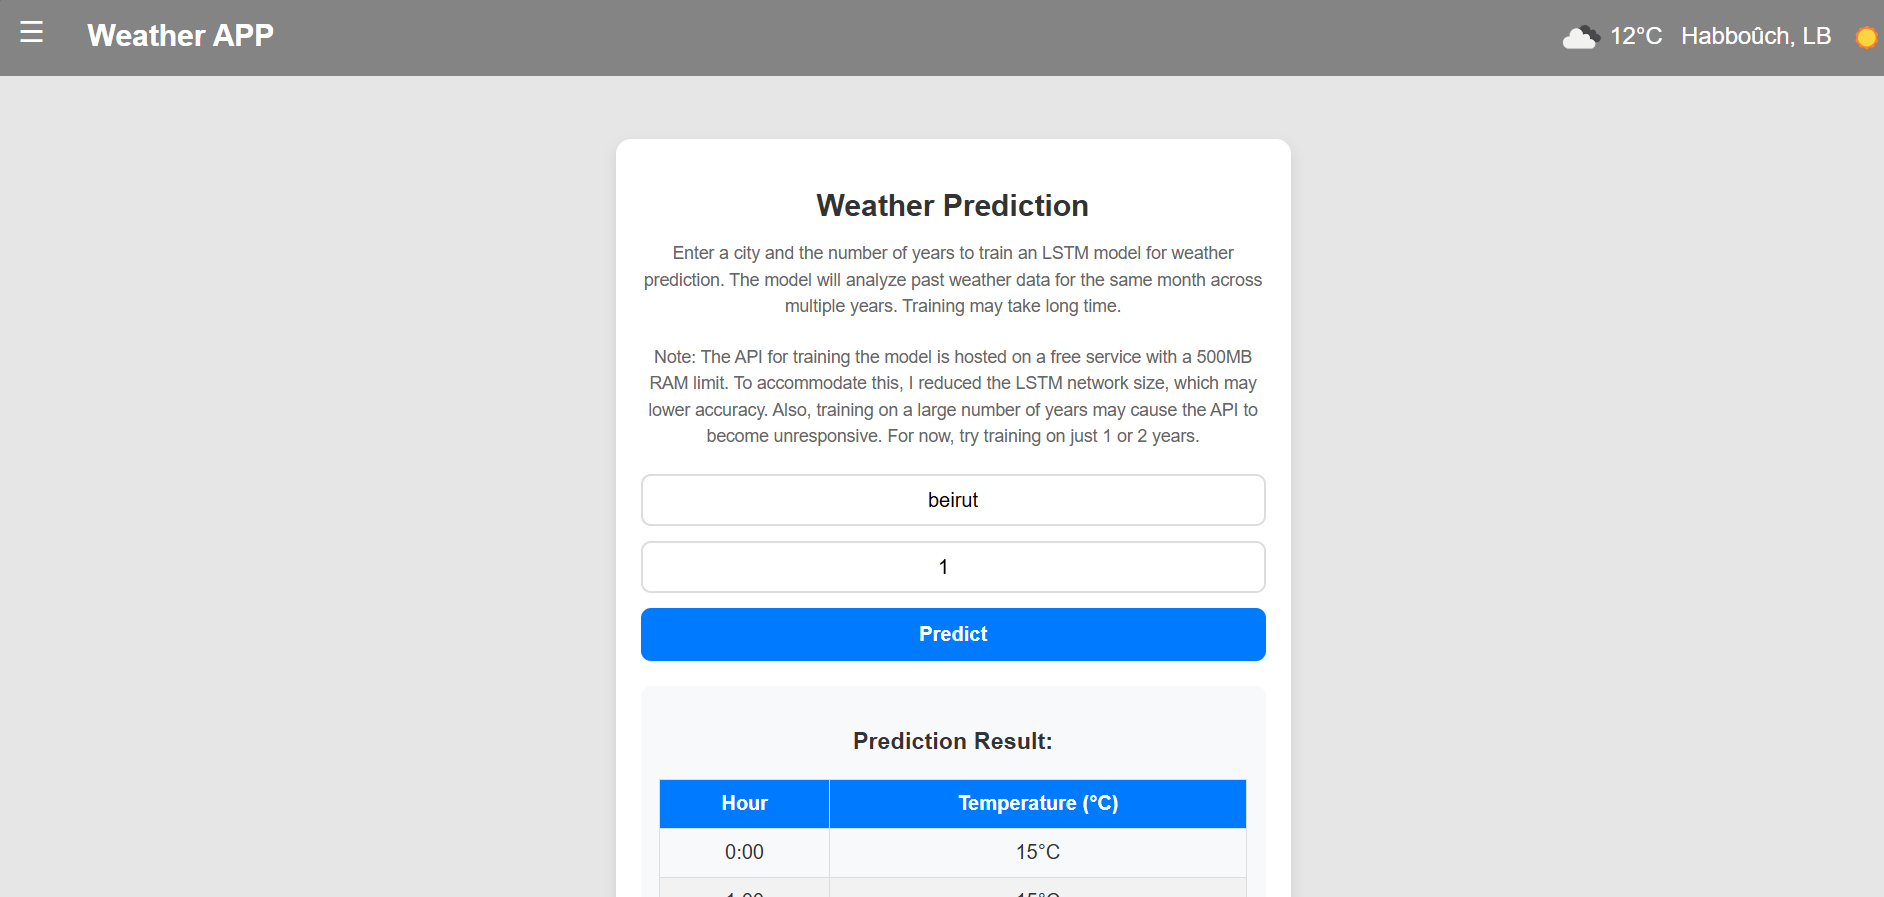 ☰ Weather APP 12°C Habboûch, LB
Weather Prediction
Enter a city and the number of years to train an LSTM model for weather
prediction. The model will analyze past weather data for the same month across
multiple years. Training may take long time.
Note: The API for training the model is hosted on a free service with a 500MB
RAM limit. To accommodate this, I reduced the LSTM network size, which may
lower accuracy. Also, training on a large number of years may cause the API to
become unresponsive. For now, try training on just 1 or 2 years.
beirut
1
Predict
Prediction Result:
Hour Temperature (°C)
0:00 15°C